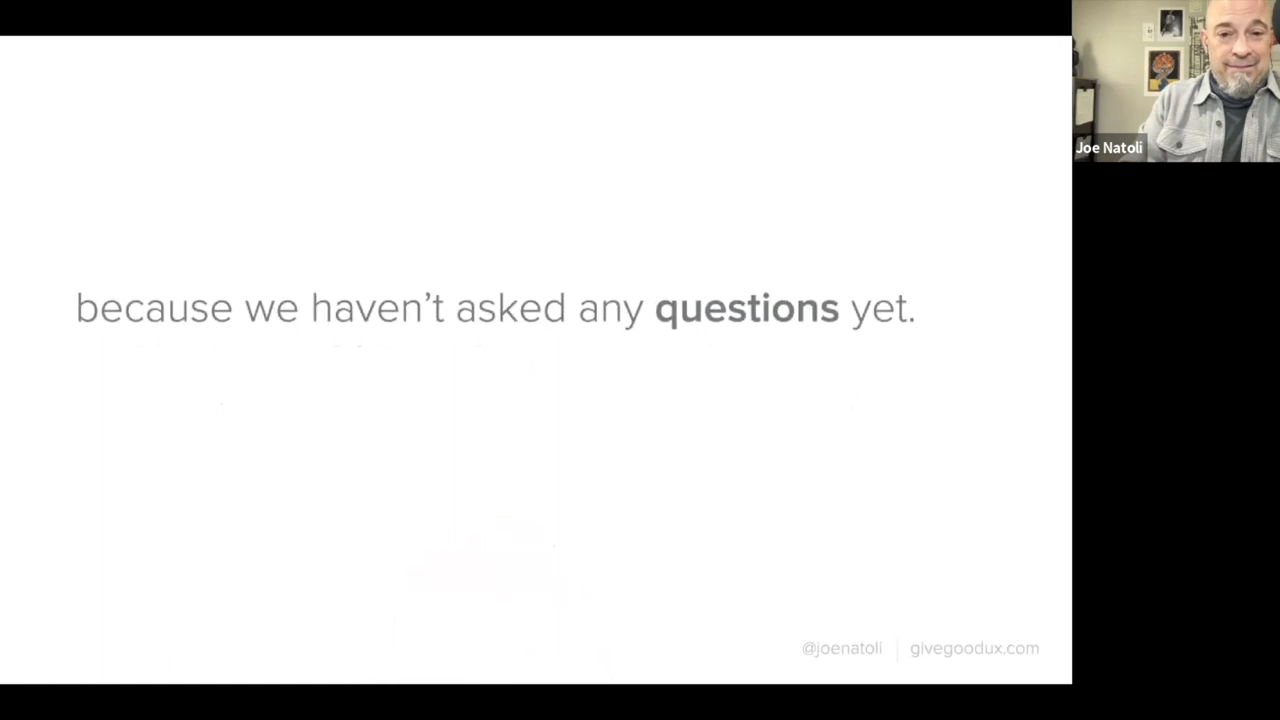 because we haven’t asked any questions yet.
@joenatoli | givegoodux.com
Joe Natoli